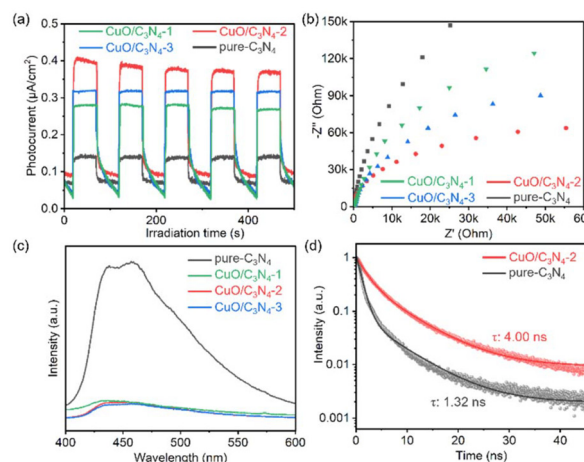 (a)
CuO/C₃N₄-1 CuO/C₃N₄-2
CuO/C₃N₄-3 pure-C₃N₄
Photocurrent (μA/cm²)
0.4
0.3
0.2
0.1
0.0
0 100 200 300 400
Irradiation time (s)
(b)
-Z'' (Ohm)
150k
120k
90k
60k
30k
0
CuO/C₃N₄-1 CuO/C₃N₄-2
CuO/C₃N₄-3 pure-C₃N₄
0 10k 20k 30k 40k 50k 60k
Z' (Ohm)
(c)
pure-C₃N₄
CuO/C₃N₄-1
CuO/C₃N₄-2
CuO/C₃N₄-3
Intensity (a.u.)
400 450 500 550 600
Wavelength (nm)
(d)
CuO/C₃N₄-2
pure-C₃N₄
Intensity (a.u.)
1
0.1
0.01
0.001
τ: 4.00 ns
τ: 1.32 ns
0 10 20 30 40
Time (ns)